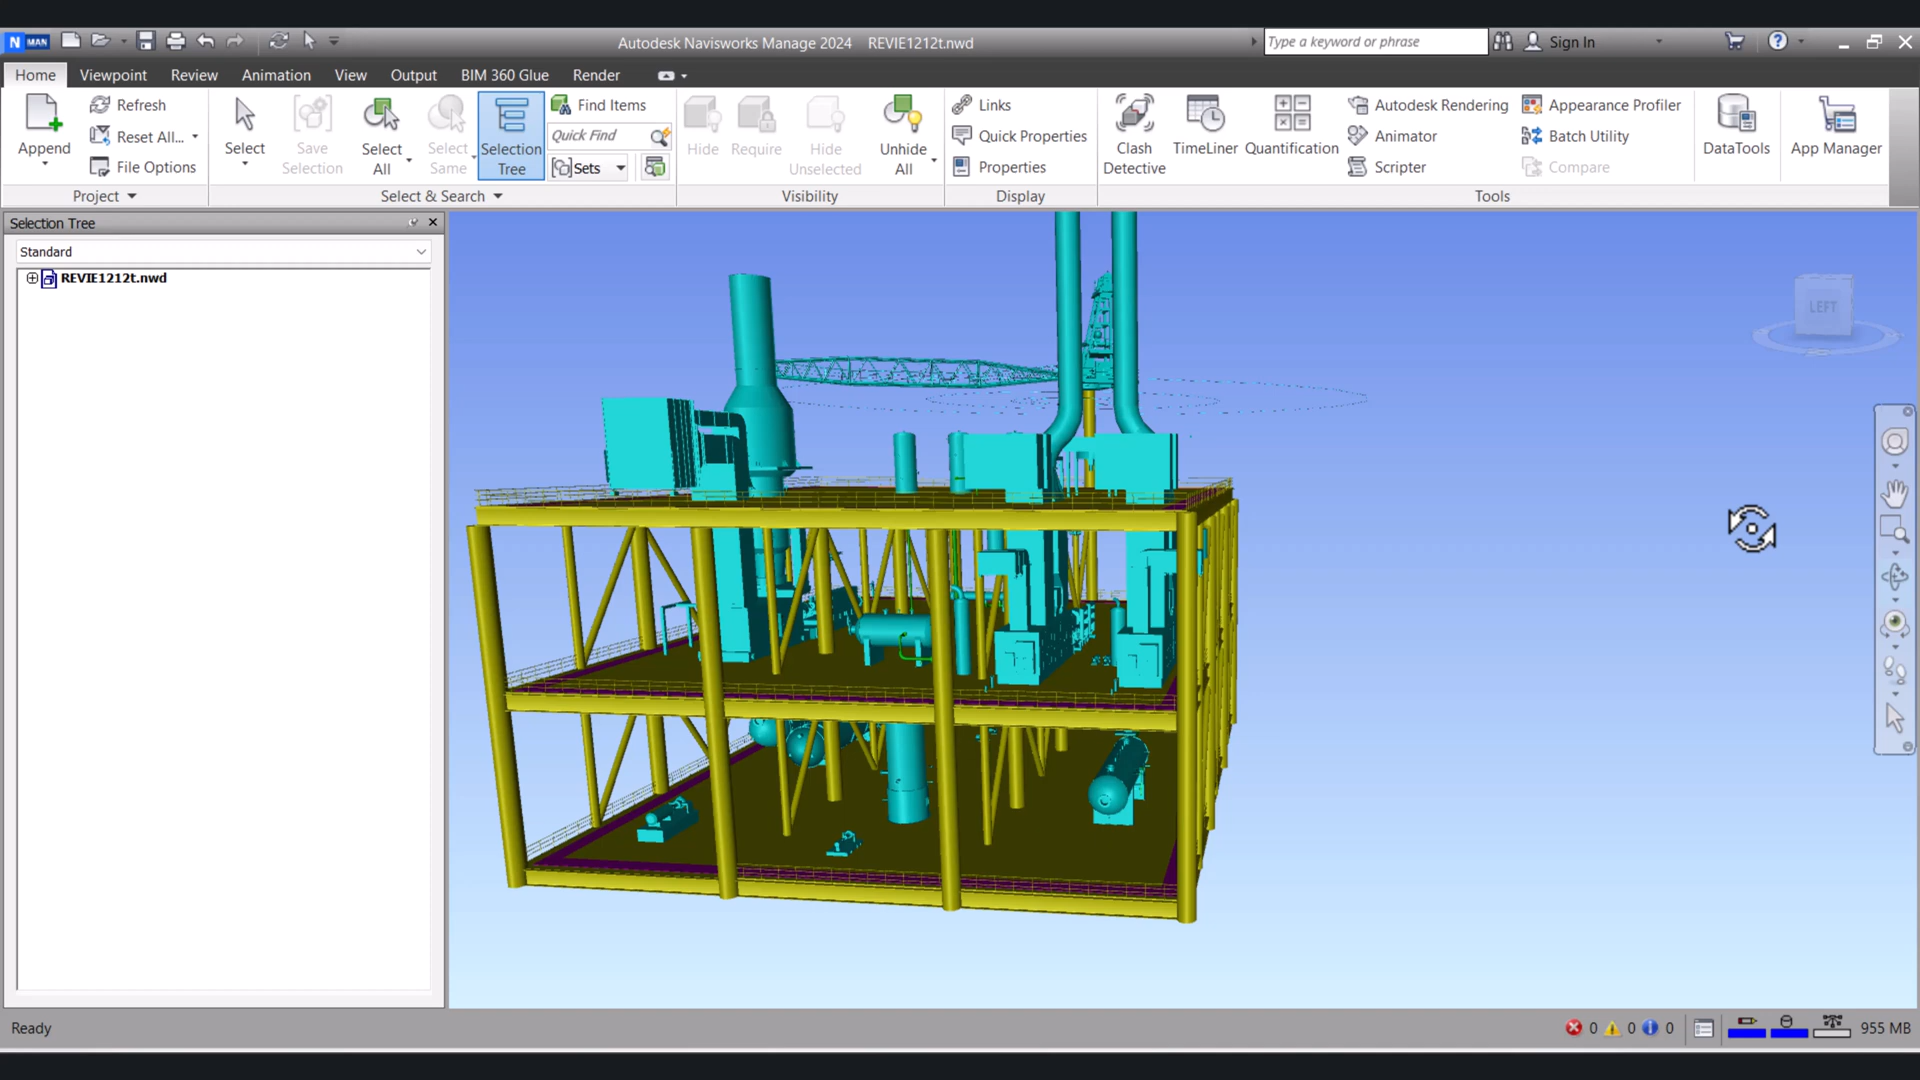 N MAN Autodesk Navisworks Manage 2024 REVIE1212t.nwd Type a keyword or phrase Sign In
Home Viewpoint Review Animation View Output BIM 360 Glue Render
Append
Refresh
Reset All...
File Options
Project
Select
Save Selection
Select All
Select Same
Selection Tree
Find Items
Quick Find
Sets
Select & Search
Hide
Require
Hide Unselected
Unhide All
Visibility
Links
Quick Properties
Properties
Display
Clash Detective
TimeLiner
Quantification
Autodesk Rendering
Animator
Scripter
Appearance Profiler
Batch Utility
Compare
Tools
DataTools
App Manager
Selection Tree
Standard
REVIE1212t.nwd
LEFT
Ready
0 0 0 955 MB